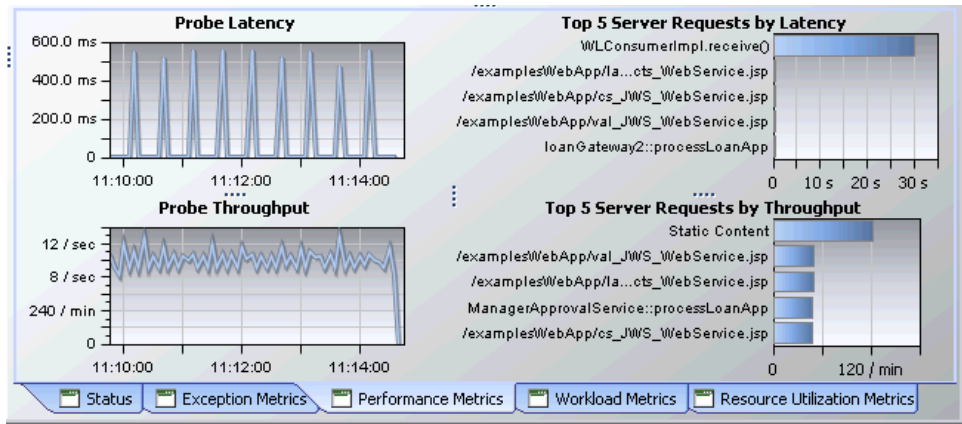 Probe Latency
600.0 ms
400.0 ms
200.0 ms
0
11:10:00 11:12:00 11:14:00
Top 5 Server Requests by Latency
WLConsumerImpl.receive()
/examplesWebApp/la...cts_WebService.jsp
/examplesWebApp/cs_JWS_WebService.jsp
/examplesWebApp/val_JWS_WebService.jsp
loanGateway2::processLoanApp
0 10 s 20 s 30 s
Probe Throughput
12 / sec
8 / sec
240 / min
0
11:10:00 11:12:00 11:14:00
Top 5 Server Requests by Throughput
Static Content
/examplesWebApp/val_JWS_WebService.jsp
/examplesWebApp/la...cts_WebService.jsp
ManagerApprovalService::processLoanApp
/examplesWebApp/cs_JWS_WebService.jsp
0 120 / min
Status Exception Metrics Performance Metrics Workload Metrics Resource Utilization Metrics